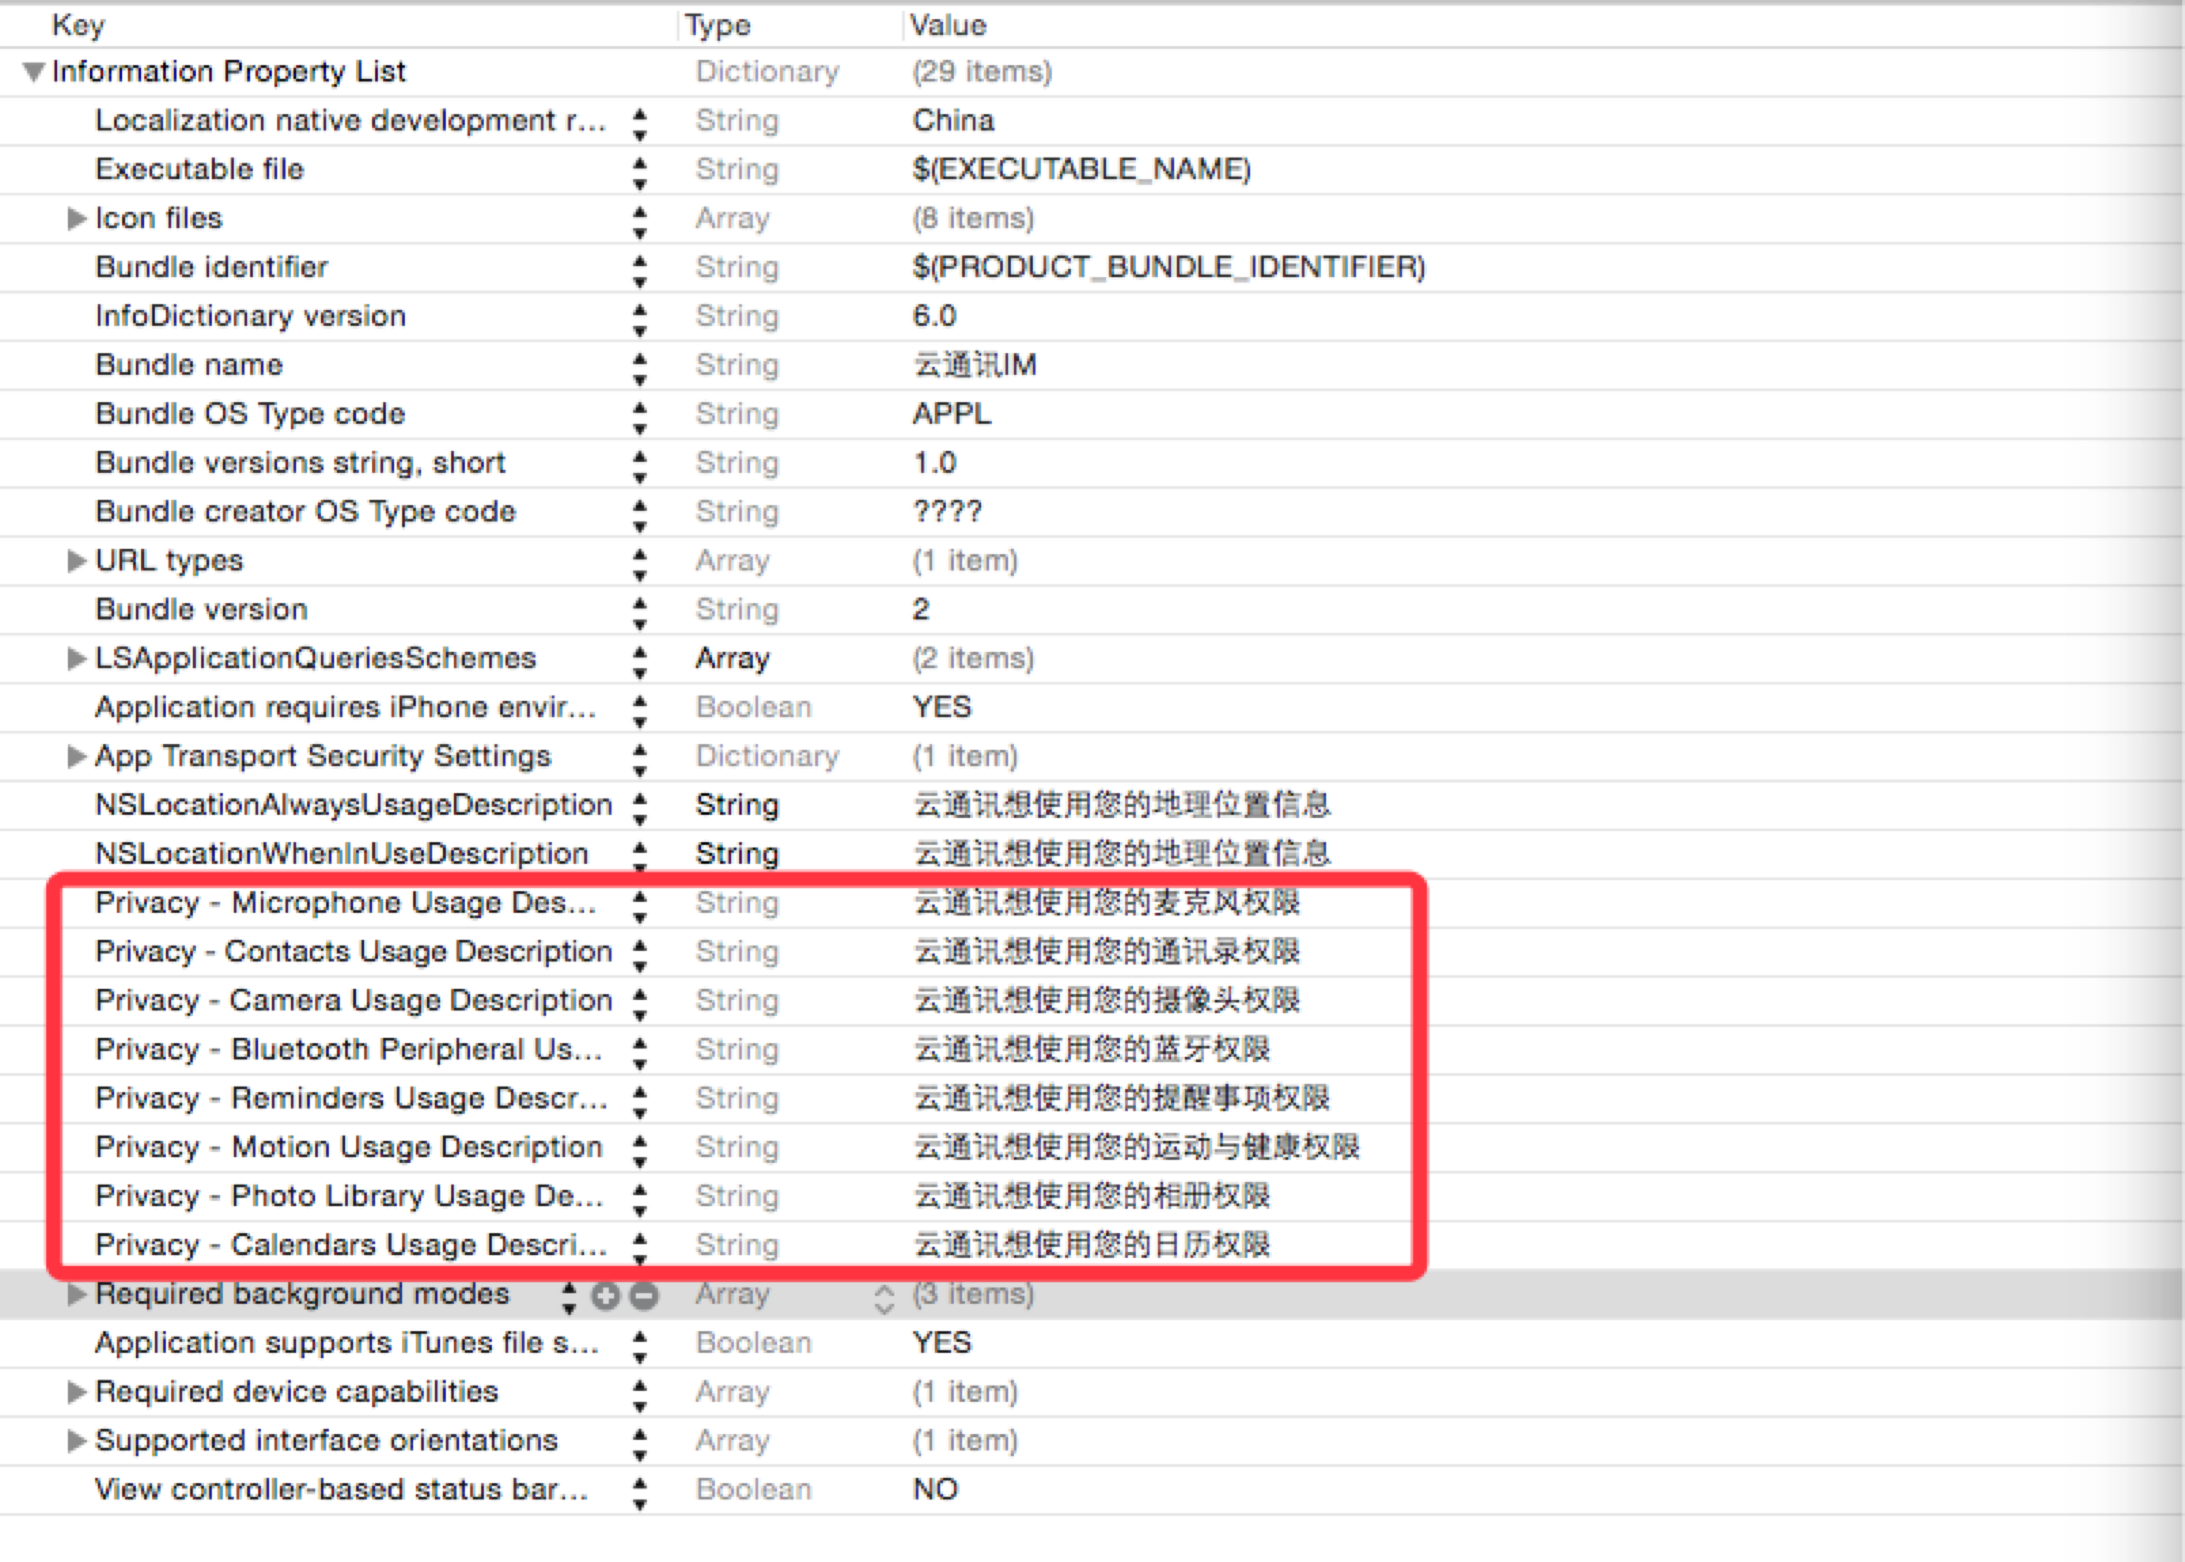 Key Type Value
Information Property List Dictionary (29 items)
Localization native development r... String China
Executable file String $(EXECUTABLE_NAME)
Icon files Array (8 items)
Bundle identifier String $(PRODUCT_BUNDLE_IDENTIFIER)
InfoDictionary version String 6.0
Bundle name String 云通讯IM
Bundle OS Type code String APPL
Bundle versions string, short String 1.0
Bundle creator OS Type code String ????
URL types Array (1 item)
Bundle version String 2
LSApplicationQueriesSchemes Array (2 items)
Application requires iPhone envir... Boolean YES
App Transport Security Settings Dictionary (1 item)
NSLocationAlwaysUsageDescription String 云通讯想使用您的地理位置信息
NSLocationWhenInUseDescription String 云通讯想使用您的地理位置信息
Privacy - Microphone Usage Des... String 云通讯想使用您的麦克风权限
Privacy - Contacts Usage Description String 云通讯想使用您的通讯录权限
Privacy - Camera Usage Description String 云通讯想使用您的摄像头权限
Privacy - Bluetooth Peripheral Us... String 云通讯想使用您的蓝牙权限
Privacy - Reminders Usage Descr... String 云通讯想使用您的提醒事项权限
Privacy - Motion Usage Description String 云通讯想使用您的运动与健康权限
Privacy - Photo Library Usage De... String 云通讯想使用您的相册权限
Privacy - Calendars Usage Descri... String 云通讯想使用您的日历权限
Required background modes Array (3 items)
Application supports iTunes file s... Boolean YES
Required device capabilities Array (1 item)
Supported interface orientations Array (1 item)
View controller-based status bar... Boolean NO